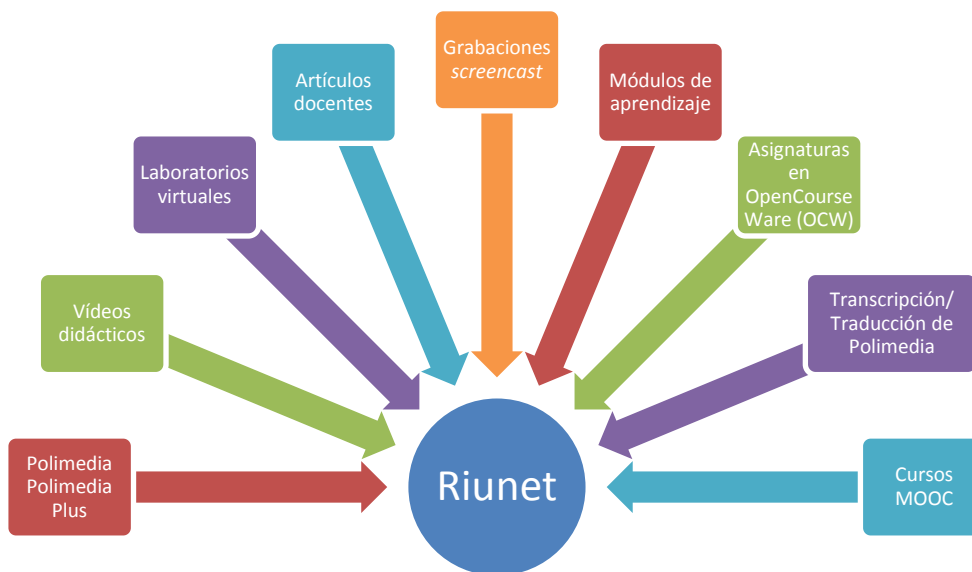 Grabaciones
screencast
Artículos
docentes
Módulos de
aprendizaje
Laboratorios
virtuales
Asignaturas
en
OpenCourse
Ware (OCW)
Vídeos
didácticos
Transcripción/
Traducción de
Polimedia
Polimedia
Polimedia
Plus
Riunet
Cursos
MOOC